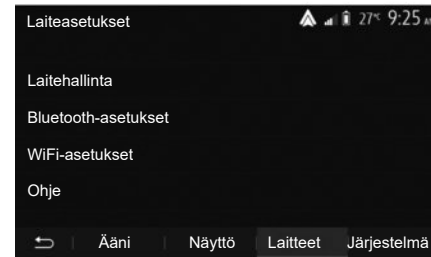 Laiteasetukset 27°C 9:25
Laitehallinta
Bluetooth-asetukset
WiFi-asetukset
Ohje
Ääni Näyttö Laitteet Järjestelmä